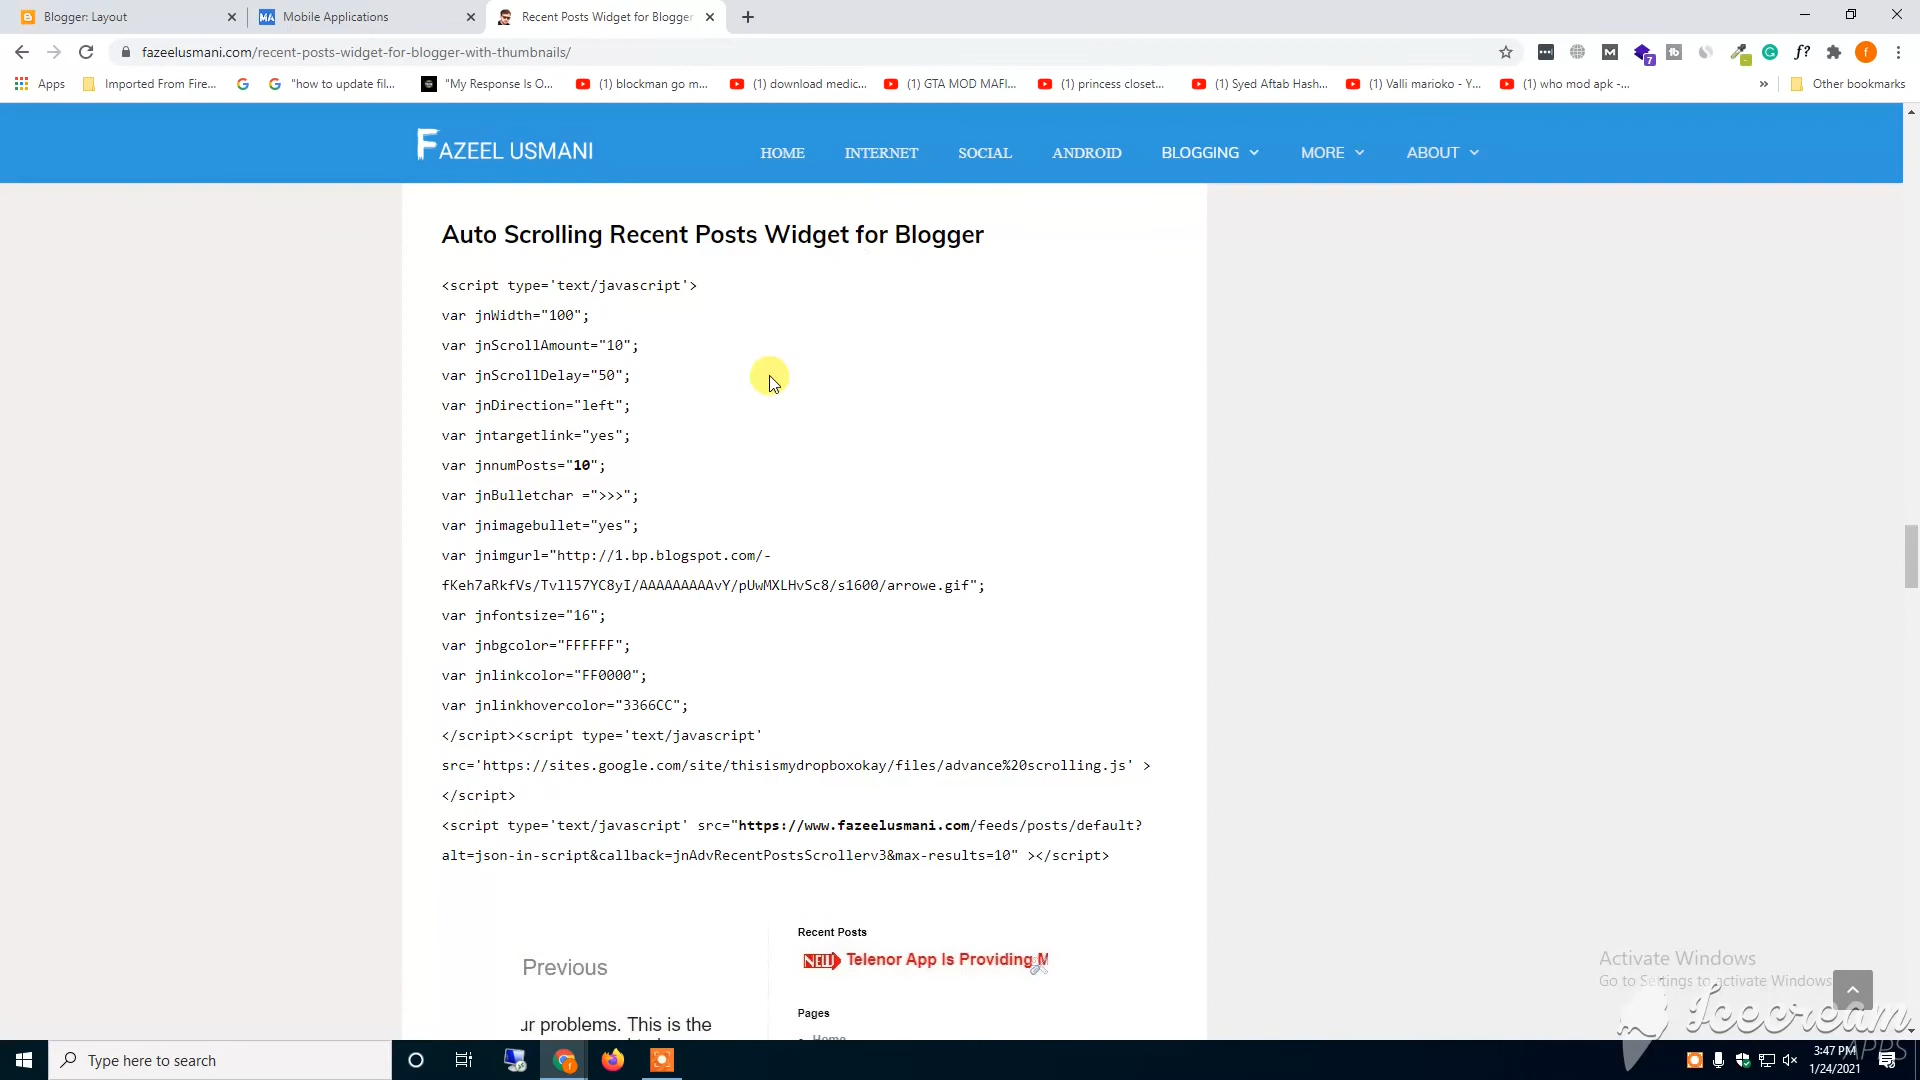 Blogger: Layout
Mobile Applications
Recent Posts Widget for Blogger
fazeelusmani.com/recent-posts-widget-for-blogger-with-thumbnails/
Apps
Imported From Fire...
"how to update fil...
"My Response Is O...
(1) blockman go m...
(1) download medic...
(1) GTA MOD MAFI...
(1) princess closet...
(1) Syed Aftab Hash...
(1) Valli marioko - Y...
(1) who mod apk -...
Other bookmarks
FAZEEL USMANI
HOME
INTERNET
SOCIAL
ANDROID
BLOGGING
MORE
ABOUT
Auto Scrolling Recent Posts Widget for Blogger
<script type='text/javascript'>
var jnWidth="100";
var jnScrollAmount="10";
var jnScrollDelay="50";
var jnDirection="left";
var jntargetlink="yes";
var jnnumPosts="10";
var jnBulletchar =">>>";
var jnimagebullet="yes";
var jnimgurl="http://1.bp.blogspot.com/-
fKeh7aRkfVs/Tvll57YC8yI/AAAAAAAAAvY/pUwMXLHvSc8/s1600/arrowe.gif";
var jnfontsize="16";
var jnbgcolor="FFFFFF";
var jnlinkcolor="FF0000";
var jnlinkhovercolor="3366CC";
</script><script type='text/javascript'
src='https://sites.google.com/site/thisismydropboxokay/files/advance%20scrolling.js' >
</script>
<script type='text/javascript' src="https://www.fazeelusmani.com/feeds/posts/default?
alt=json-in-script&callback=jnAdvRecentPostsScrollerv3&max-results=10" ></script>
Recent Posts
Previous
NEW Telenor App Is Providing M
Pages
ur problems. This is the
Home
Activate Windows
Go to Settings to activate Windows
Icecream
APPS
Type here to search
3:47 PM
1/24/2021